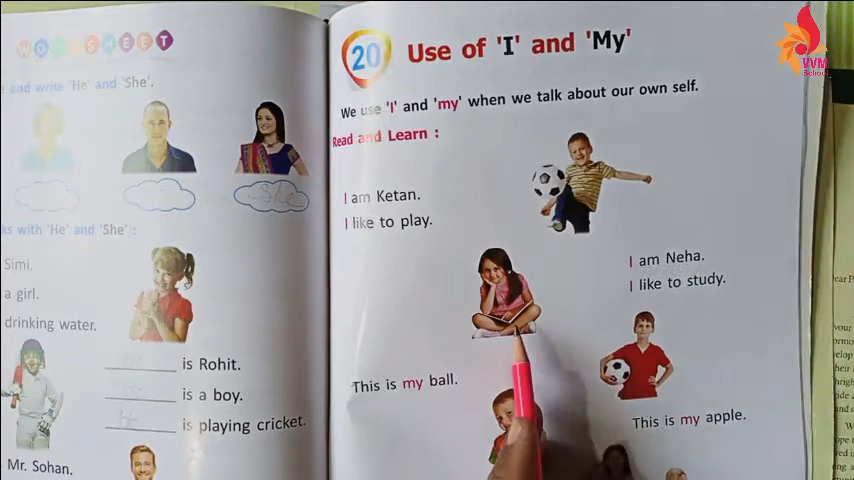 WORKSHEET
and write 'He' and 'She'.
She
ks with 'He' and 'She' :
Simi.
a girl.
drinking water.
is Rohit.
is a boy.
He is playing cricket.
Mr. Sohan.
20 Use of 'I' and 'My'
We use 'I' and 'my' when we talk about our own self.
Read and Learn :
I am Ketan.
I like to play.
I am Neha.
I like to study.
This is my ball.
This is my apple.
VVM
School